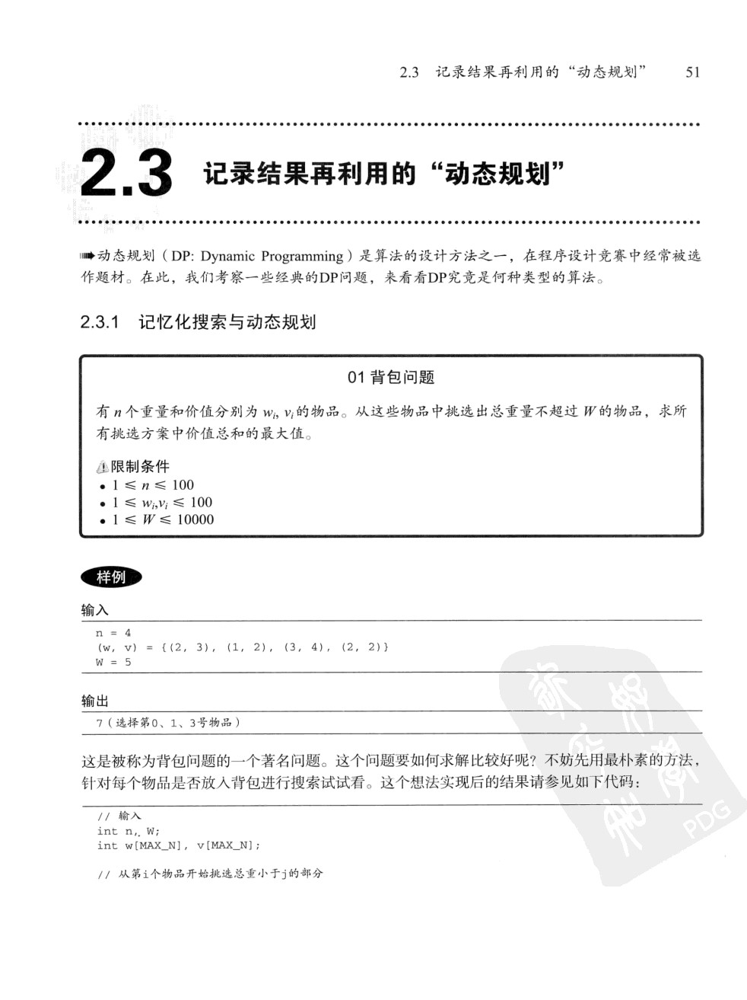 2.3 记录结果再利用的“动态规划” 51
2.3 记录结果再利用的“动态规划”
动态规划（DP: Dynamic Programming）是算法的设计方法之一，在程序设计竞赛中经常被选
作题材。在此，我们考察一些经典的DP问题，来看看DP究竟是何种类型的算法。
2.3.1 记忆化搜索与动态规划
01 背包问题
有 n 个重量和价值分别为 wi, vi的物品。从这些物品中挑选出总重量不超过 W 的物品，求所
有挑选方案中价值总和的最大值。
限制条件
• 1 ≤ n ≤ 100
• 1 ≤ wi,vi ≤ 100
• 1 ≤ W ≤ 10000
样例
输入
n = 4
(w, v) = {(2, 3), (1, 2), (3, 4), (2, 2)}
W = 5
输出
7（选择第0、1、3号物品）
这是被称为背包问题的一个著名问题。这个问题要如何求解比较好呢？不妨先用最朴素的方法，
针对每个物品是否放入背包进行搜索试试看。这个想法实现后的结果请参见如下代码：
// 输入
int n, W;
int w[MAX_N], v[MAX_N];
// 从第i个物品开始挑选总重小于j的部分
PDG